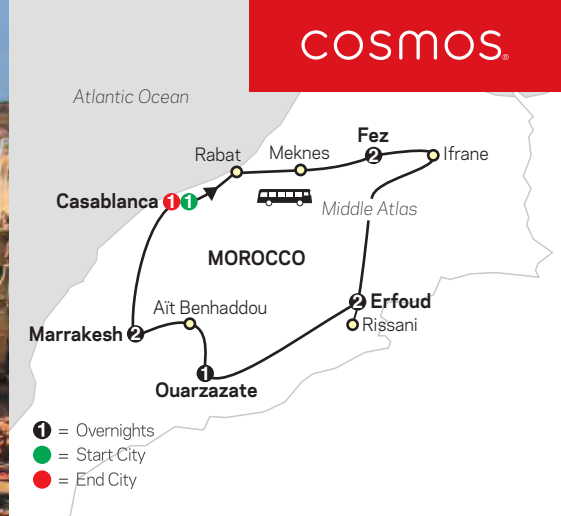 COSMOS®
Atlantic Ocean
Fez
2
Rabat
Meknes
Ifrane
Casablanca 1 1
Middle Atlas
MOROCCO
Aït Benhaddou
2 Erfoud
Rissani
Marrakesh 2
1
Ouarzazate
1 = Overnights
= Start City
= End City